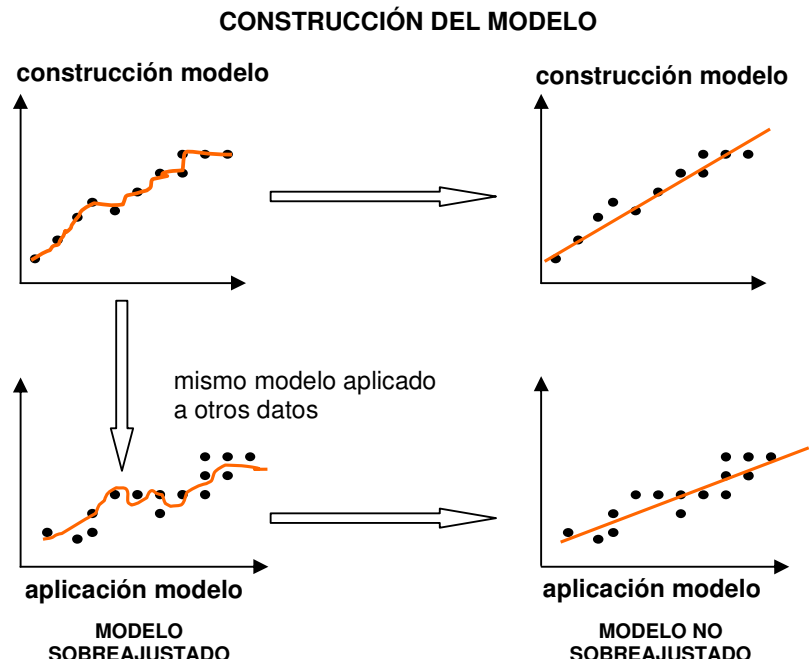 CONSTRUCCIÓN DEL MODELO
construcción modelo
construcción modelo
mismo modelo aplicado
a otros datos
aplicación modelo
aplicación modelo
MODELO
SOBREAJUSTADO
MODELO NO
SOBREAJUSTADO